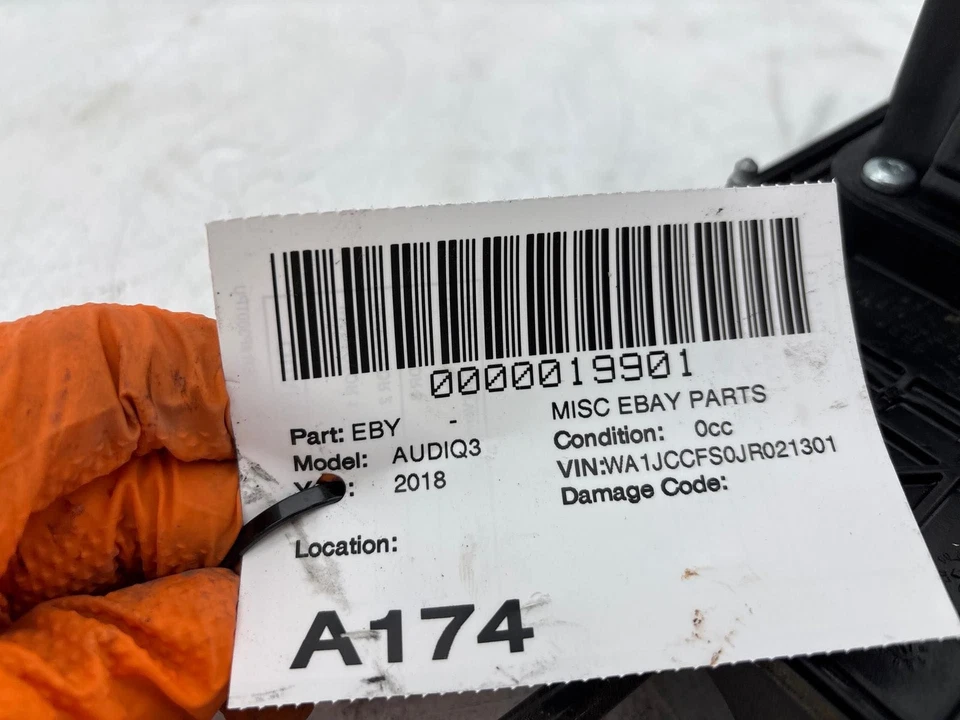 0000019901
Part: EBY - MISC EBAY PARTS
Model: AUDIQ3 Condition: 0cc
2018 VIN:WA1JCCFS0JR021301
Damage Code:
Location:
A174